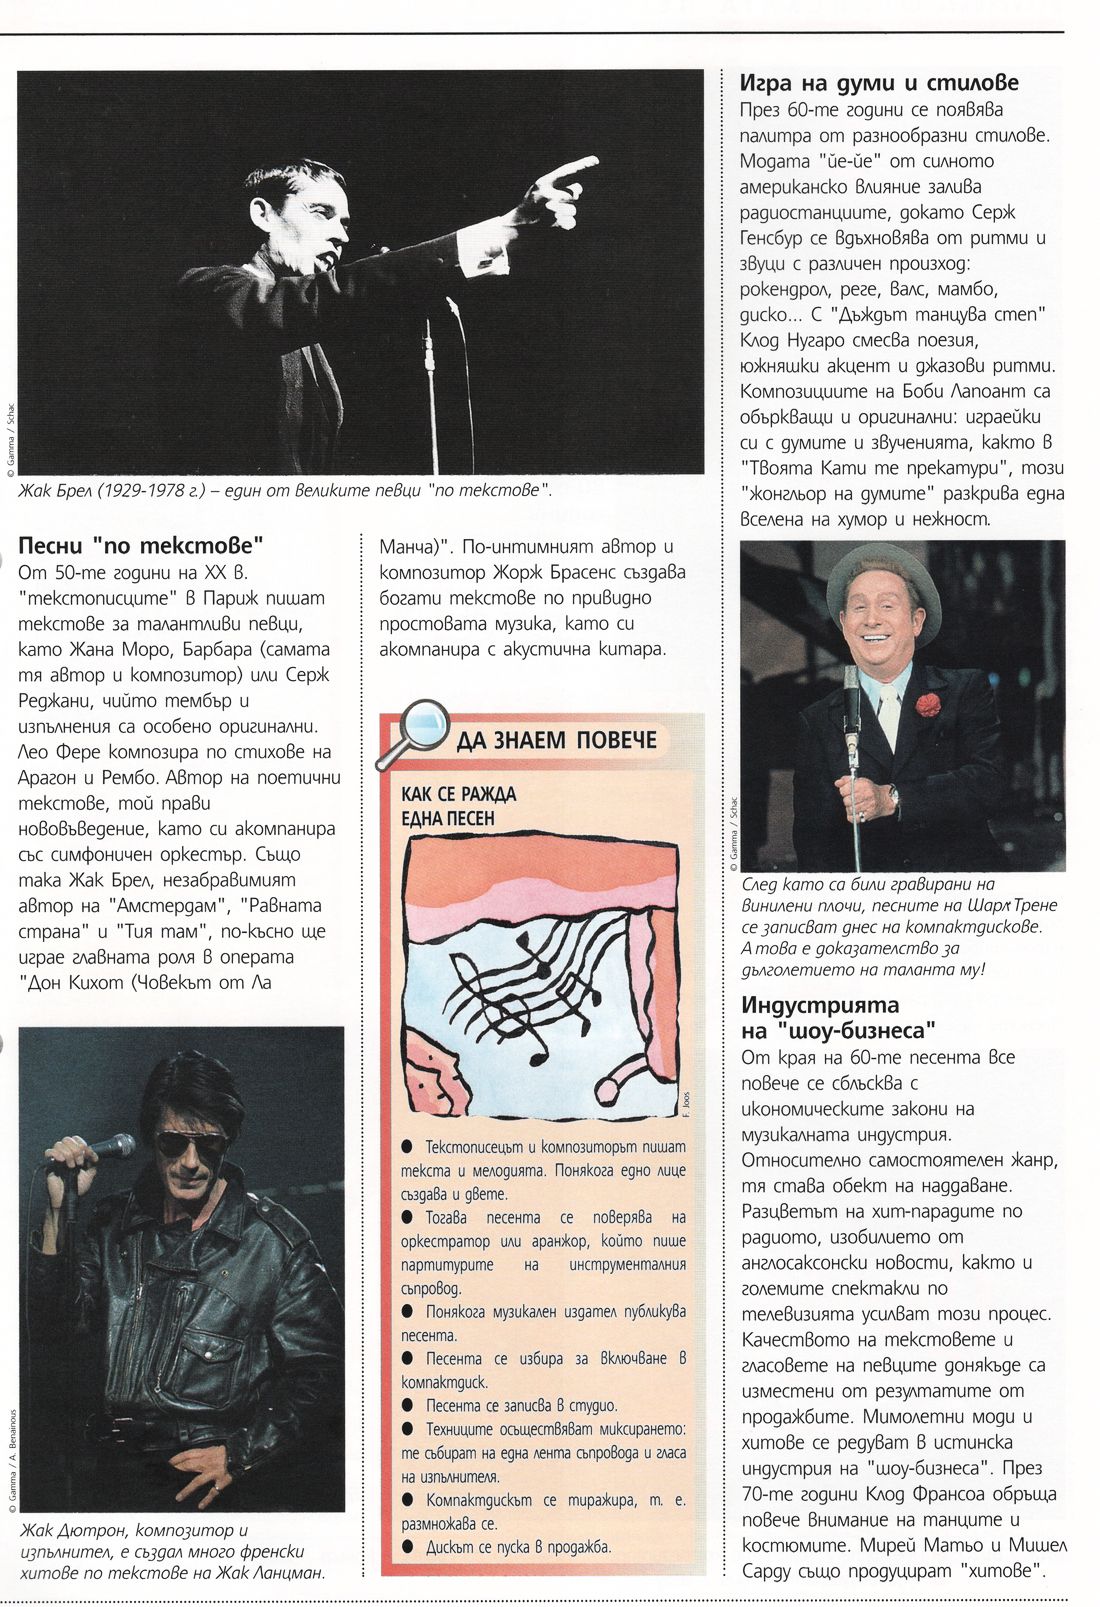 © Gamma / Schac
Жак Брел (1929-1978 г.) – един от великите певци "по текстове".
Песни "по текстове"
От 50-те години на XX в.
"текстописците" в Париж пишат
текстове за талантливи певци,
като Жана Моро, Барбара (самата
тя автор и композитор) или Серж
Реджани, чийто тембър и
изпълнения са особено оригинални.
Лео Фере композира по стихове на
Арагон и Рембо. Автор на поетични
текстове, той прави
нововъведение, като си акомпанира
със симфоничен оркестър. Също
така Жак Брел, незабравимият
автор на "Амстердам", "Равната
страна" и "Тия там", по-късно ще
играе главната роля в операта
"Дон Кихот (Човекът от Ла
Манча)". По-интимният автор и
композитор Жорж Брасенс създава
богати текстове по привидно
простовата музика, като си
акомпанира с акустична китара.
© Gamma / A. Benainous
Жак Дютрон, композитор и
изпълнител, е създал много френски
хитове по текстове на Жак Ланцман.
ДА ЗНАЕМ ПОВЕЧЕ
КАК СЕ РАЖДА
ЕДНА ПЕСЕН
F. Joos
● Текстописецът и композиторът пишат
текста и мелодията. Понякога едно лице
създава и двете.
● Тогава песента се поверява на
оркестратор или аранжор, който пише
партитурите на инструменталния
съпровод.
● Понякога музикален издател публикува
песента.
● Песента се избира за включване в
компактдиск.
● Песента се записва в студио.
● Техниците осъществяват миксирането:
те събират на една лента съпровода и гласа
на изпълнителя.
● Компактдискът се тиражира, т. е.
размножава се.
● Дискът се пуска в продажба.
Игра на думи и стилове
През 60-те години се появява
палитра от разнообразни стилове.
Модата "йе-йе" от силното
американско влияние залива
радиостанциите, докато Серж
Генсбур се вдъхновява от ритми и
звуци с различен произход:
рокендрол, реге, валс, мамбо,
диско... С "Дъждът танцува степ"
Клод Нугаро смесва поезия,
южняшки акцент и джазови ритми.
Композициите на Боби Лапоант са
объркващи и оригинални: играейки
си с думите и звученията, както в
"Твоята Кати те прекатури", този
"жонгльор на думите" разкрива една
вселена на хумор и нежност.
© Gamma / Schac
След като са били гравирани на
винилени плочи, песните на Шарл Трене
се записват днес на компактдискове.
А това е доказателство за
дълголетието на таланта му!
Индустрията
на "шоу-бизнеса"
От края на 60-те песента все
повече се сблъсква с
икономическите закони на
музикалната индустрия.
Относително самостоятелен жанр,
тя става обект на наддаване.
Разцветът на хит-парадите по
радиото, изобилието от
англосаксонски новости, както и
големите спектакли по
телевизията усилват този процес.
Качеството на текстовете и
гласовете на певците донякъде са
изместени от резултатите от
продажбите. Мимолетни моди и
хитове се редуват в истинска
индустрия на "шоу-бизнеса". През
70-те години Клод Франсоа обръща
повече внимание на танците и
костюмите. Мирей Матьо и Мишел
Сарду също продуцират "хитове".